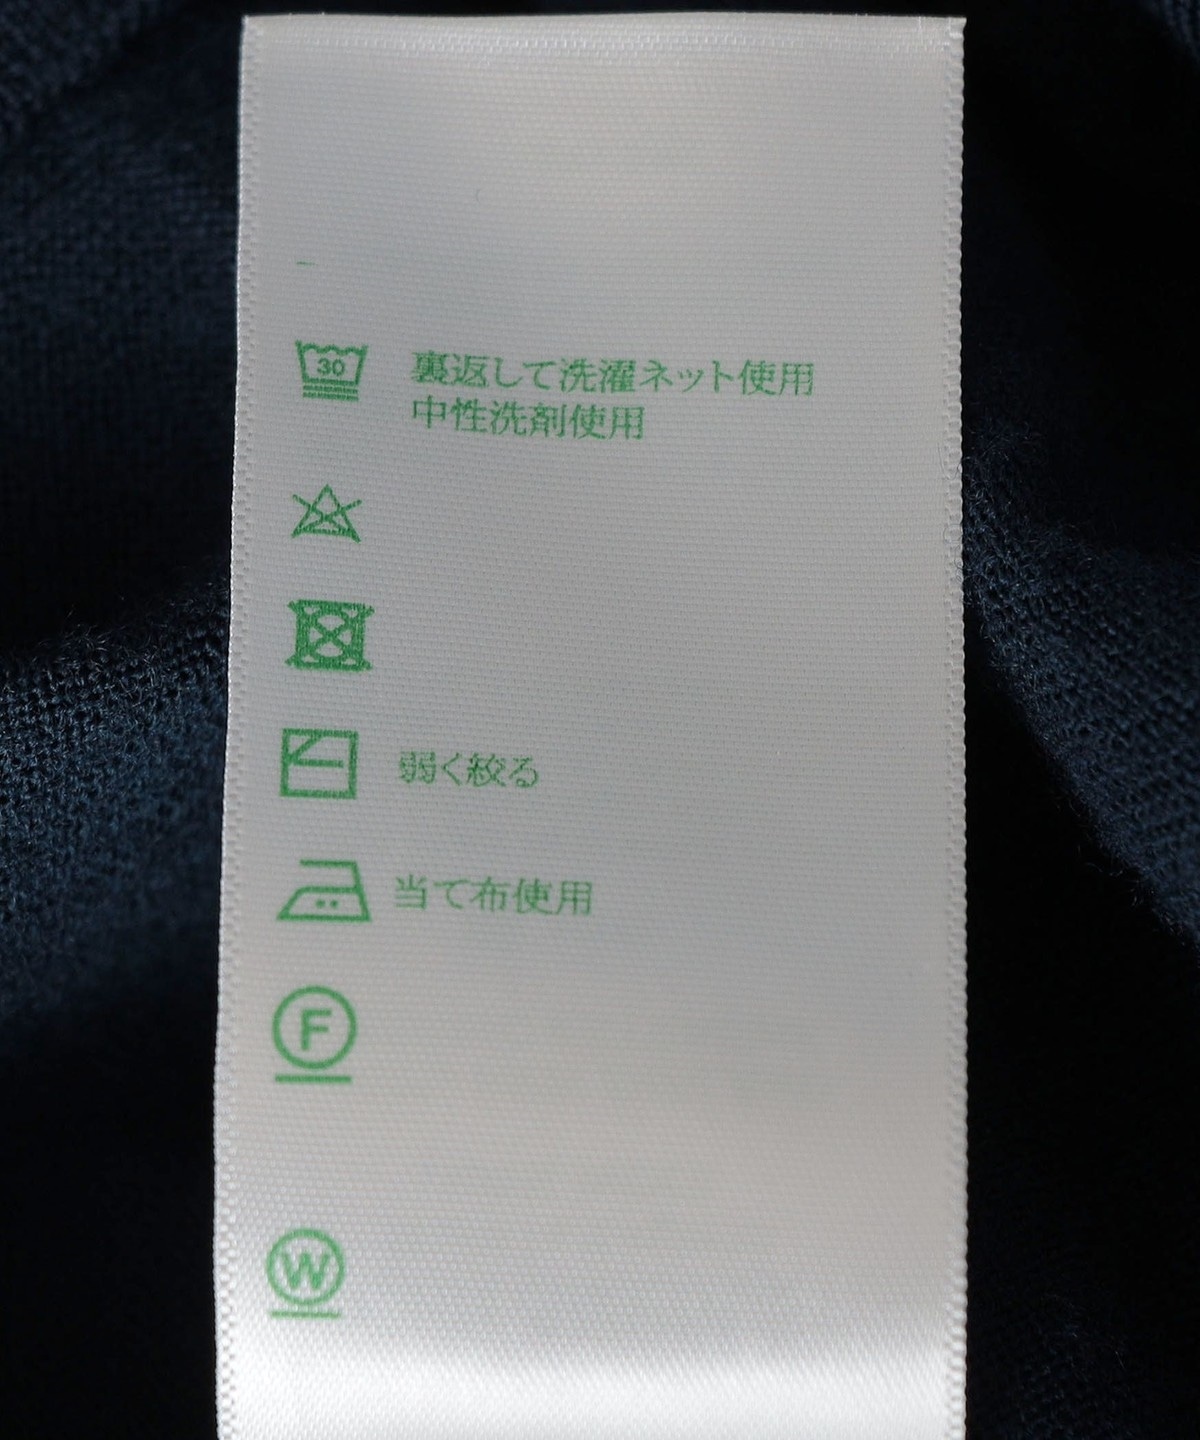 30
裏返して洗濯ネット使用
中性洗剤使用
弱く絞る
当て布使用
F
W